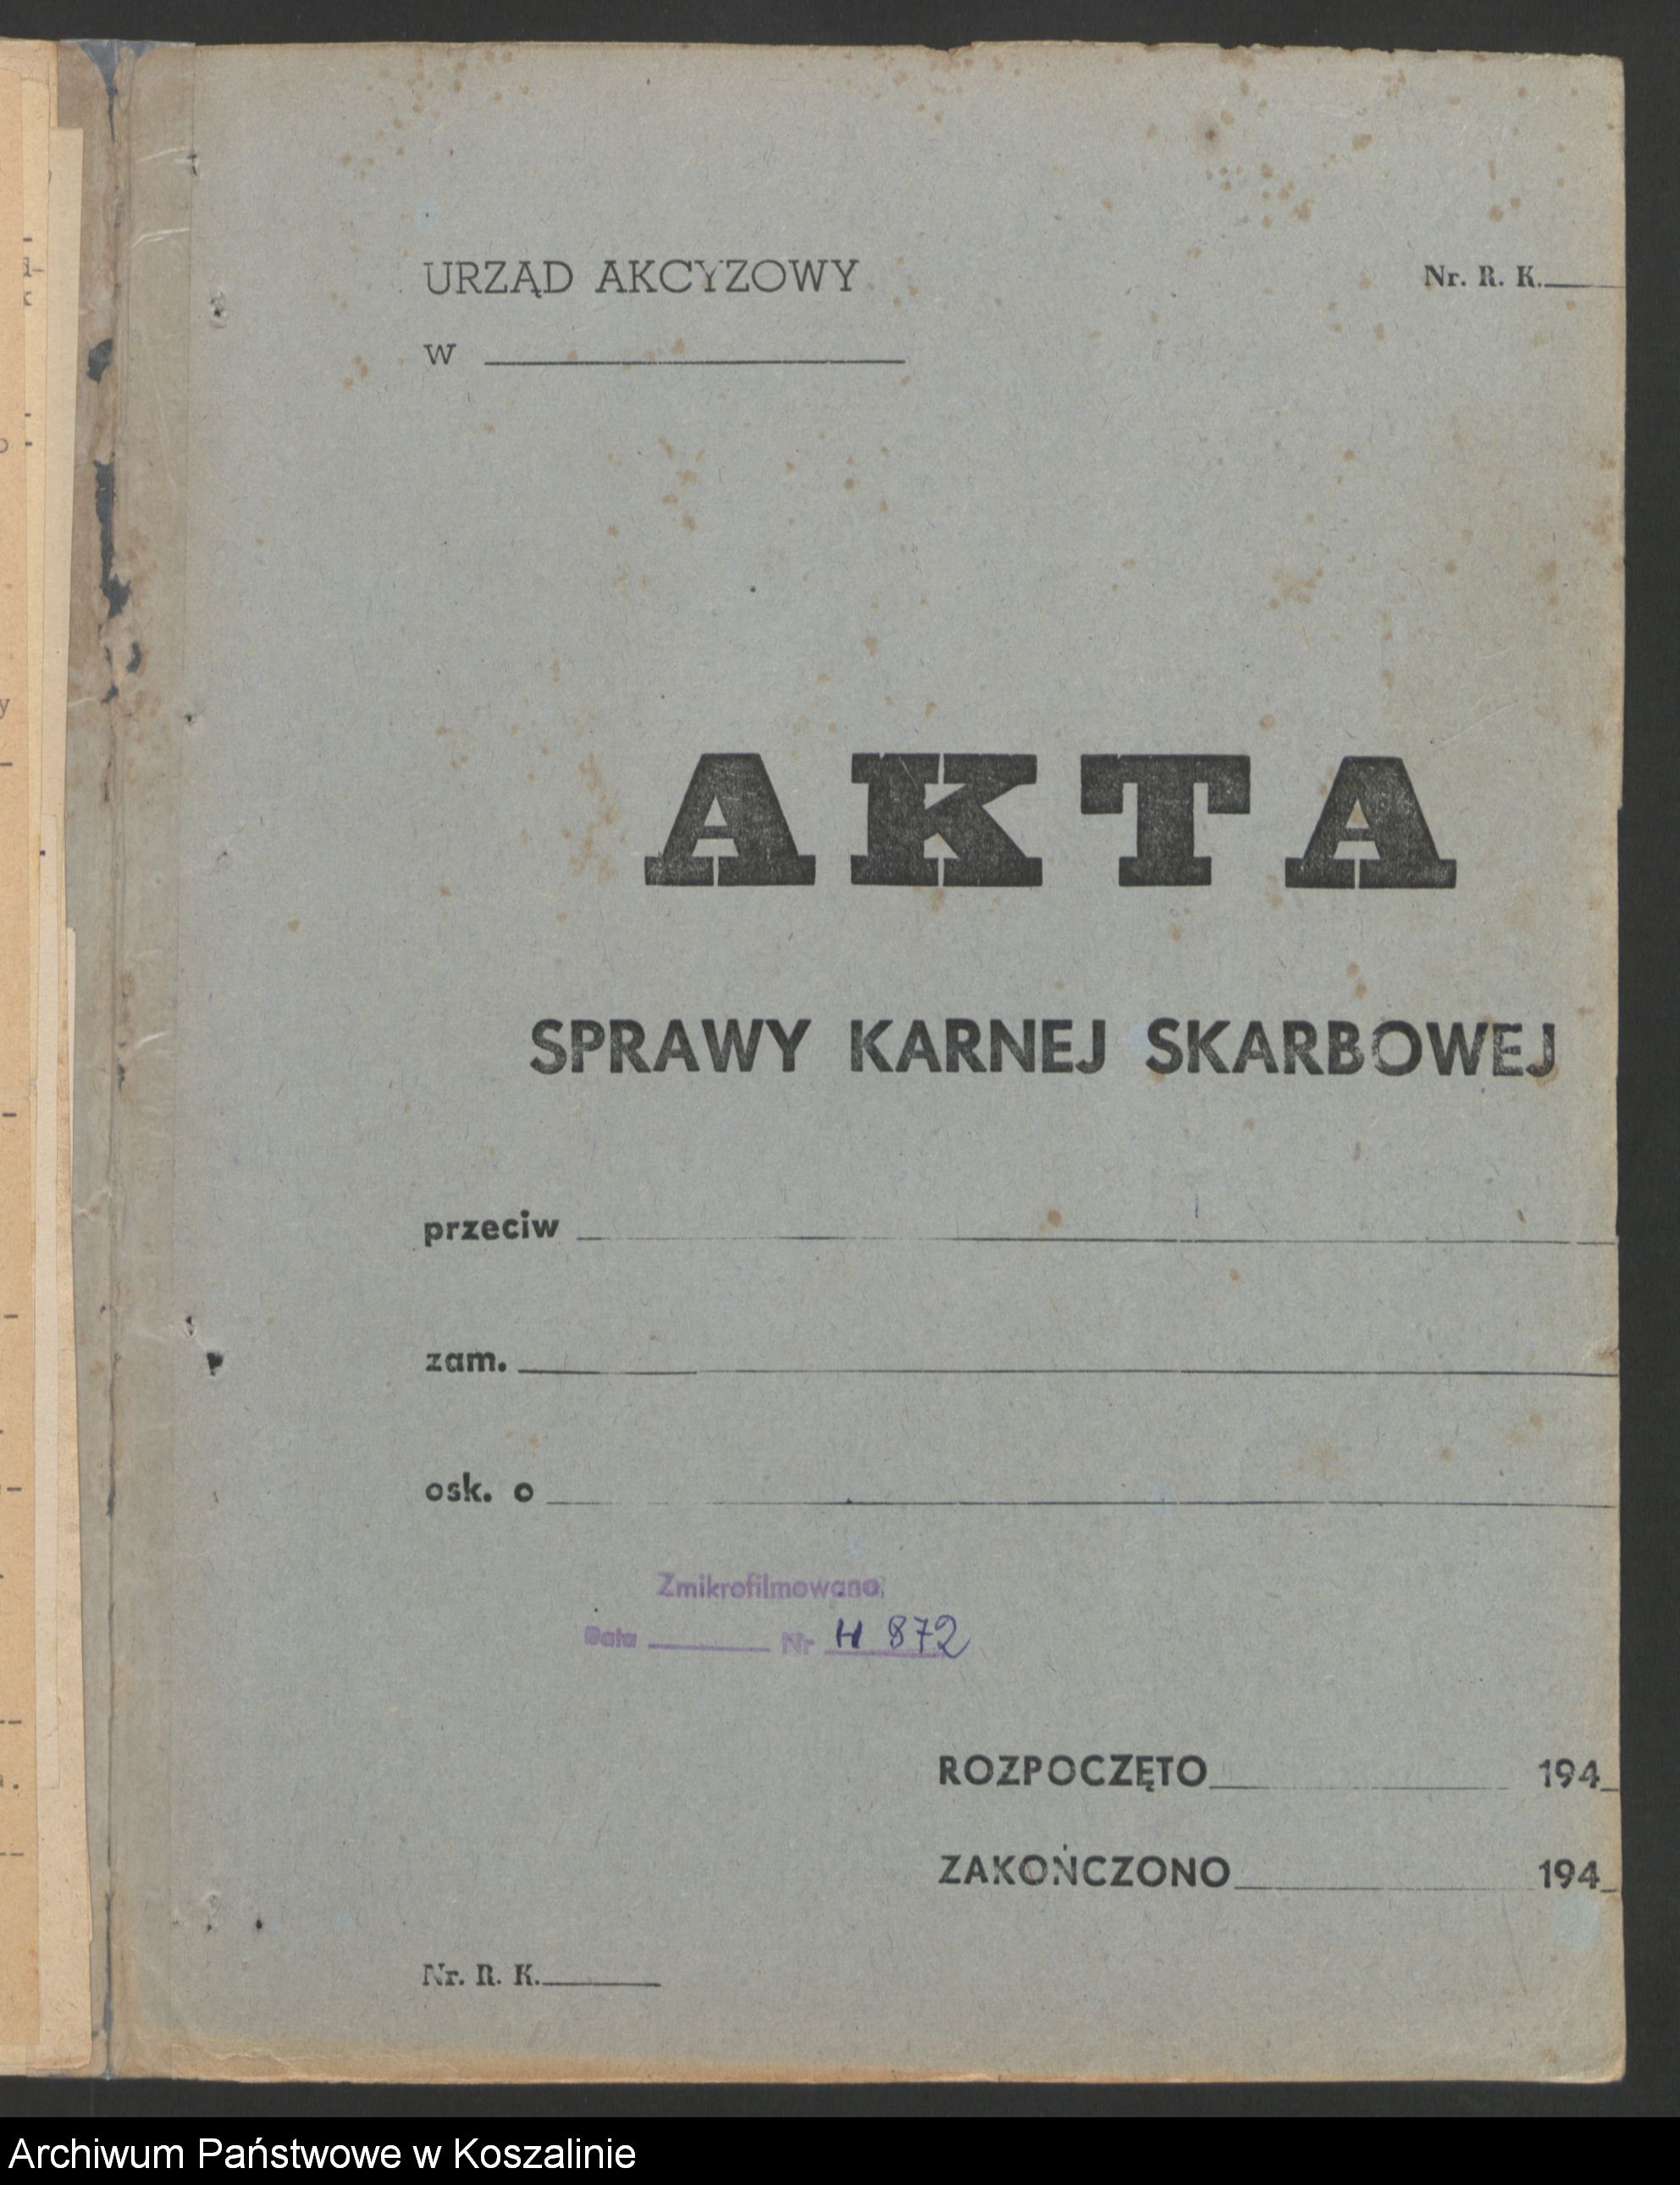 URZĄD AKCYZOWY
Nr. R. K.
w
AKTA
SPRAWY KARNEJ SKARBOWEJ
przeciw
zam.
osk. o
Zmikrofilmowano
Data Nr H 872
ROZPOCZĘTO 194
ZAKOŃCZONO 194
Nr. R. K.
Archiwum Państwowe w Koszalinie